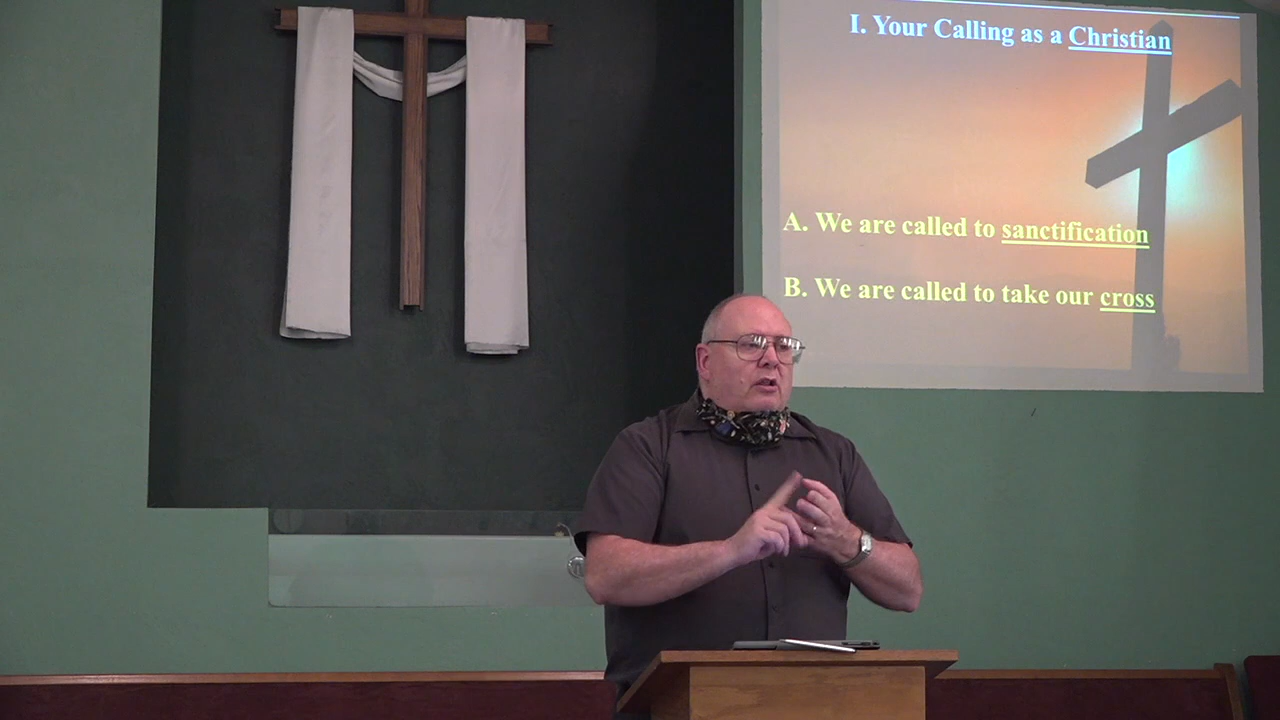 I. Your Calling as a Christian
A. We are called to sanctification
B. We are called to take our cross